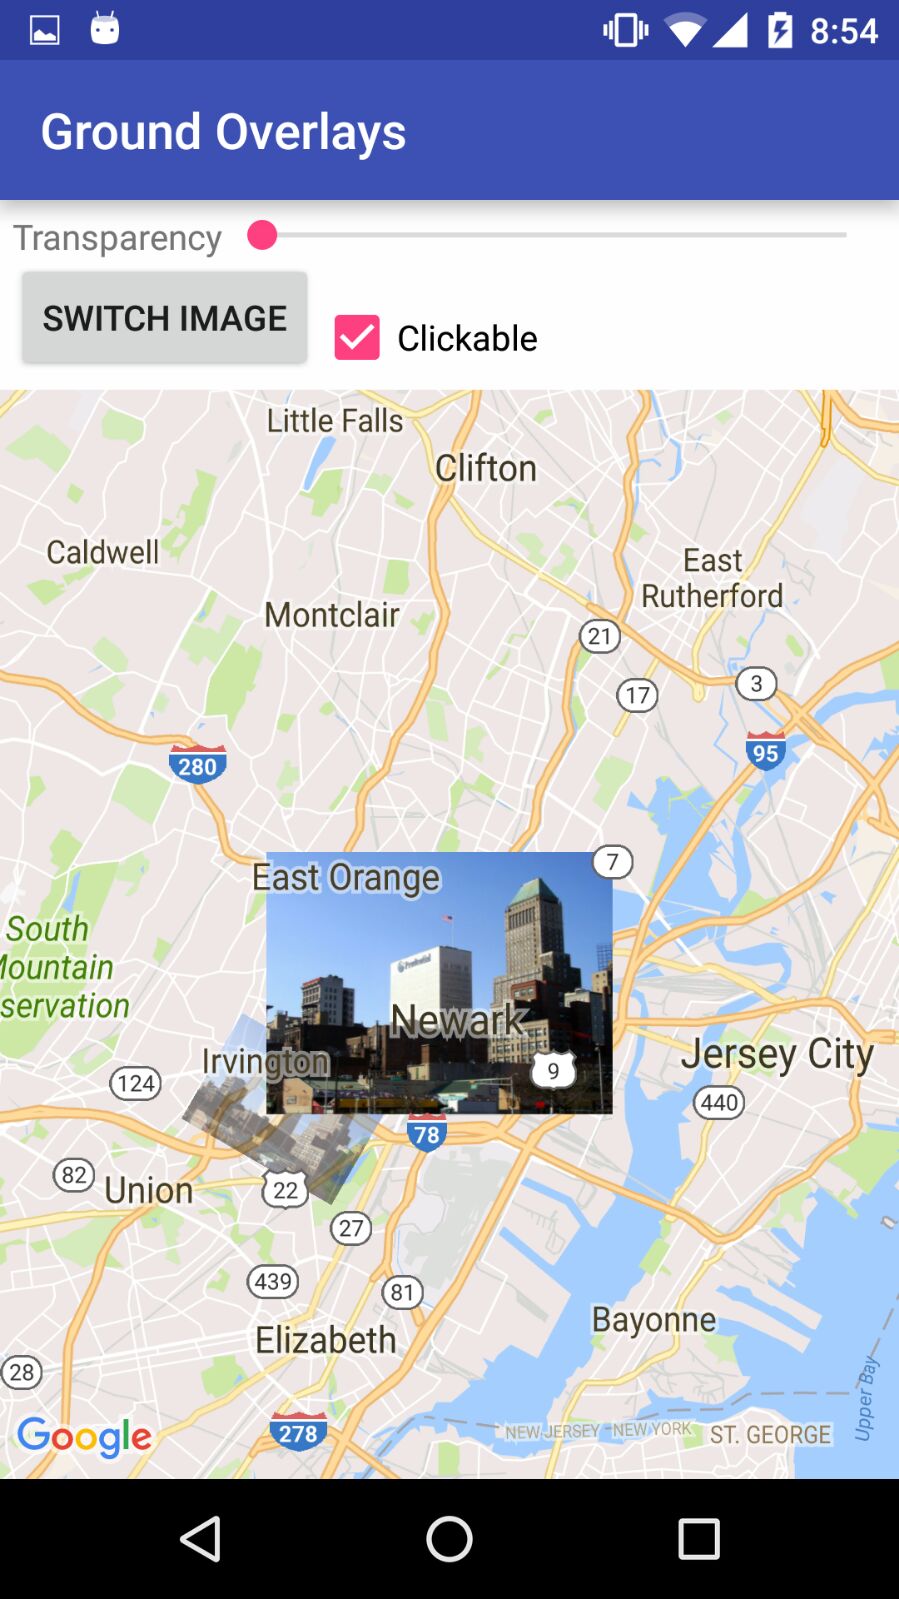 8:54
Ground Overlays
Transparency
SWITCH IMAGE
Clickable
Little Falls
Clifton
Caldwell
East
Rutherford
Montclair
21
17
3
95
280
7
East Orange
South
Mountain
servation
Prudential
Newark
Irvington
9
Jersey City
124
440
78
82
Union
22
27
439
81
Bayonne
Elizabeth
28
Upper Bay
Google
278
NEW JERSEY
NEW YORK
ST. GEORGE